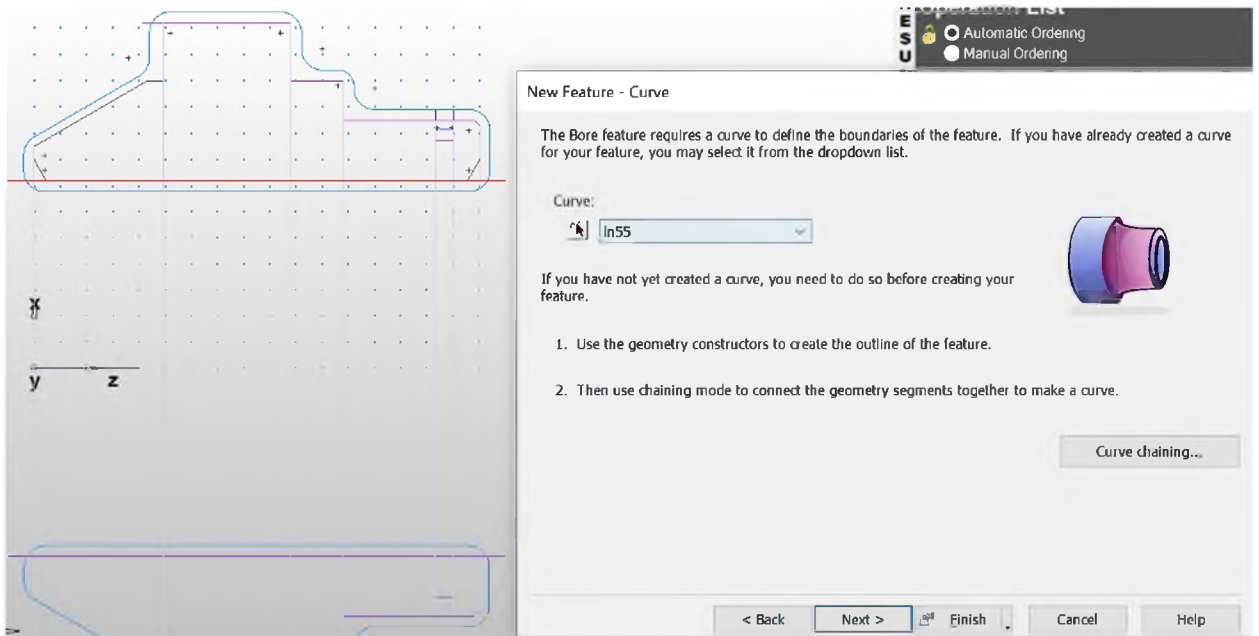 Operation List
E
S
U
Automatic Ordering
Manual Ordering
New Feature - Curve
The Bore feature requires a curve to define the boundaries of the feature. If you have already created a curve
for your feature, you may select it from the dropdown list.
Curve:
ln55
If you have not yet created a curve, you need to do so before creating your
feature.
1. Use the geometry constructors to create the outline of the feature.
2. Then use chaining mode to connect the geometry segments together to make a curve.
Curve chaining...
x
y z
< Back Next > Finish Cancel Help